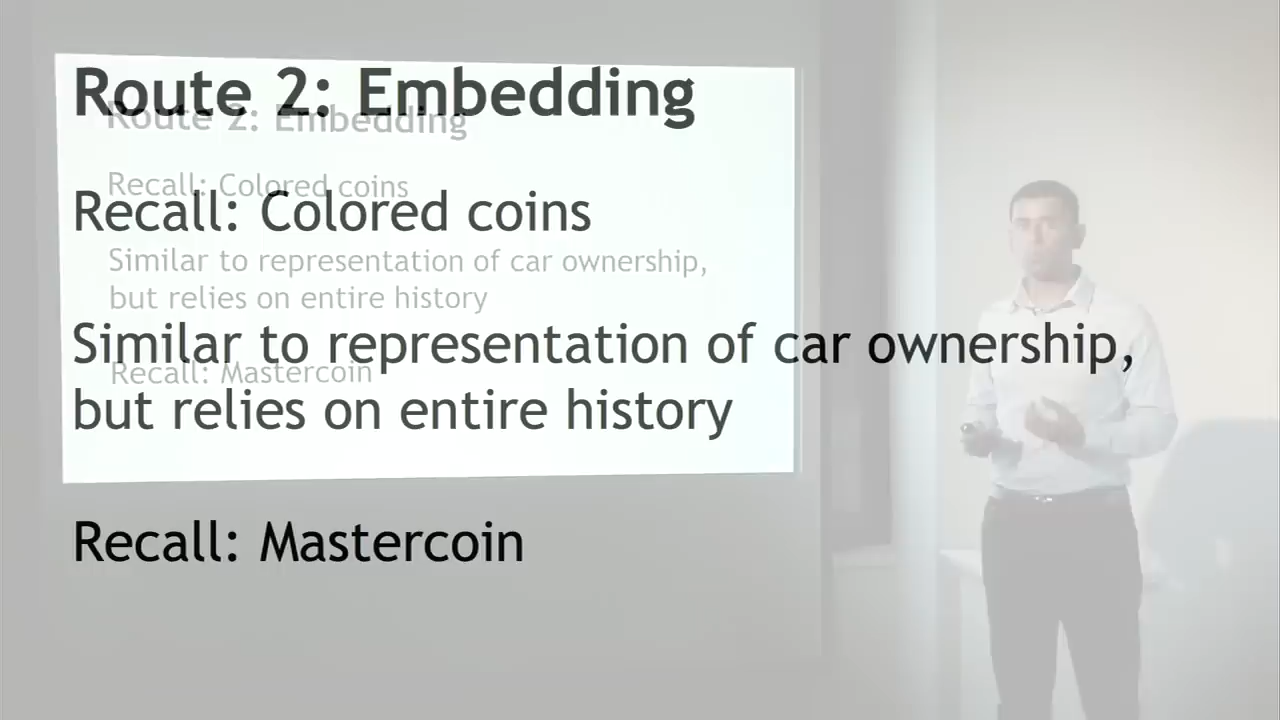 Route 2: Embedding
Recall: Colored coins
Similar to representation of car ownership,
but relies on entire history
Recall: Mastercoin
Route 2: Embedding
Recall: Colored coins
Similar to representation of car ownership,
but relies on entire history
Recall: Mastercoin